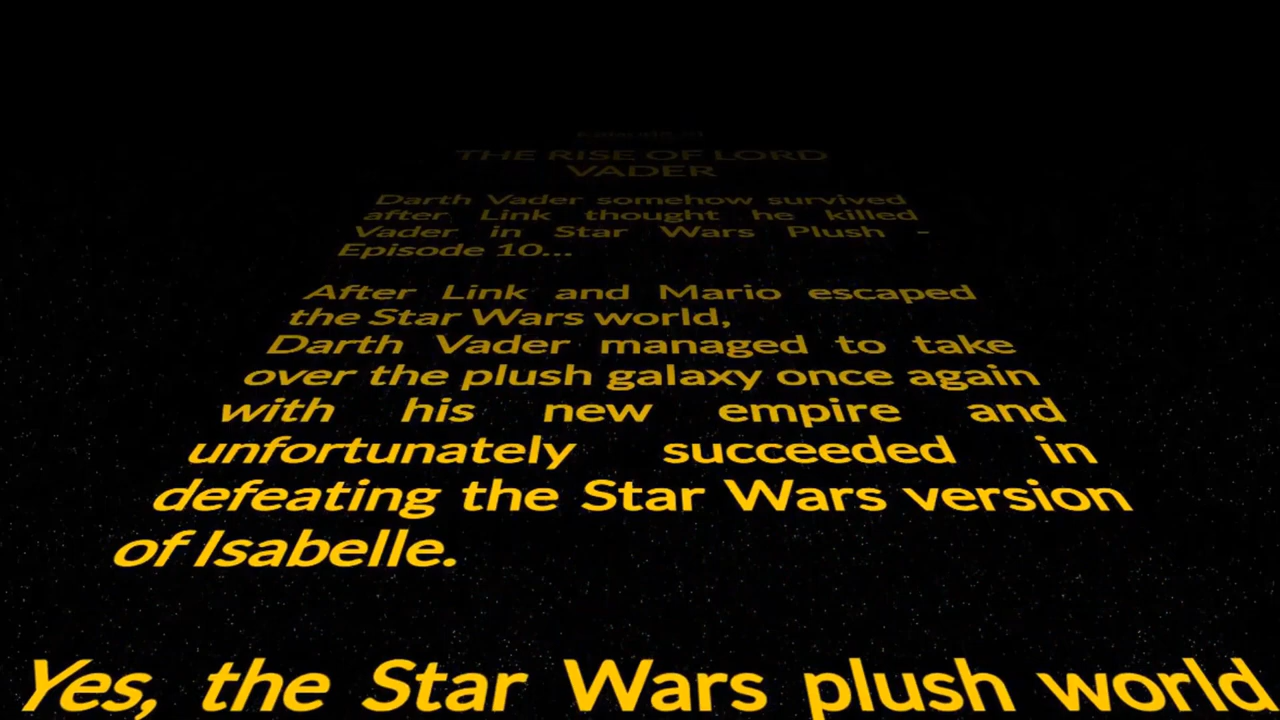 THE RISE OF LORD
VADER
Darth Vader somehow survived
after Link thought he killed
Vader in Star Wars Plush -
Episode 10...
After Link and Mario escaped
the Star Wars world,
Darth Vader managed to take
over the plush galaxy once again
with his new empire and
unfortunately succeeded in
defeating the Star Wars version
of Isabelle.
Yes, the Star Wars plush world